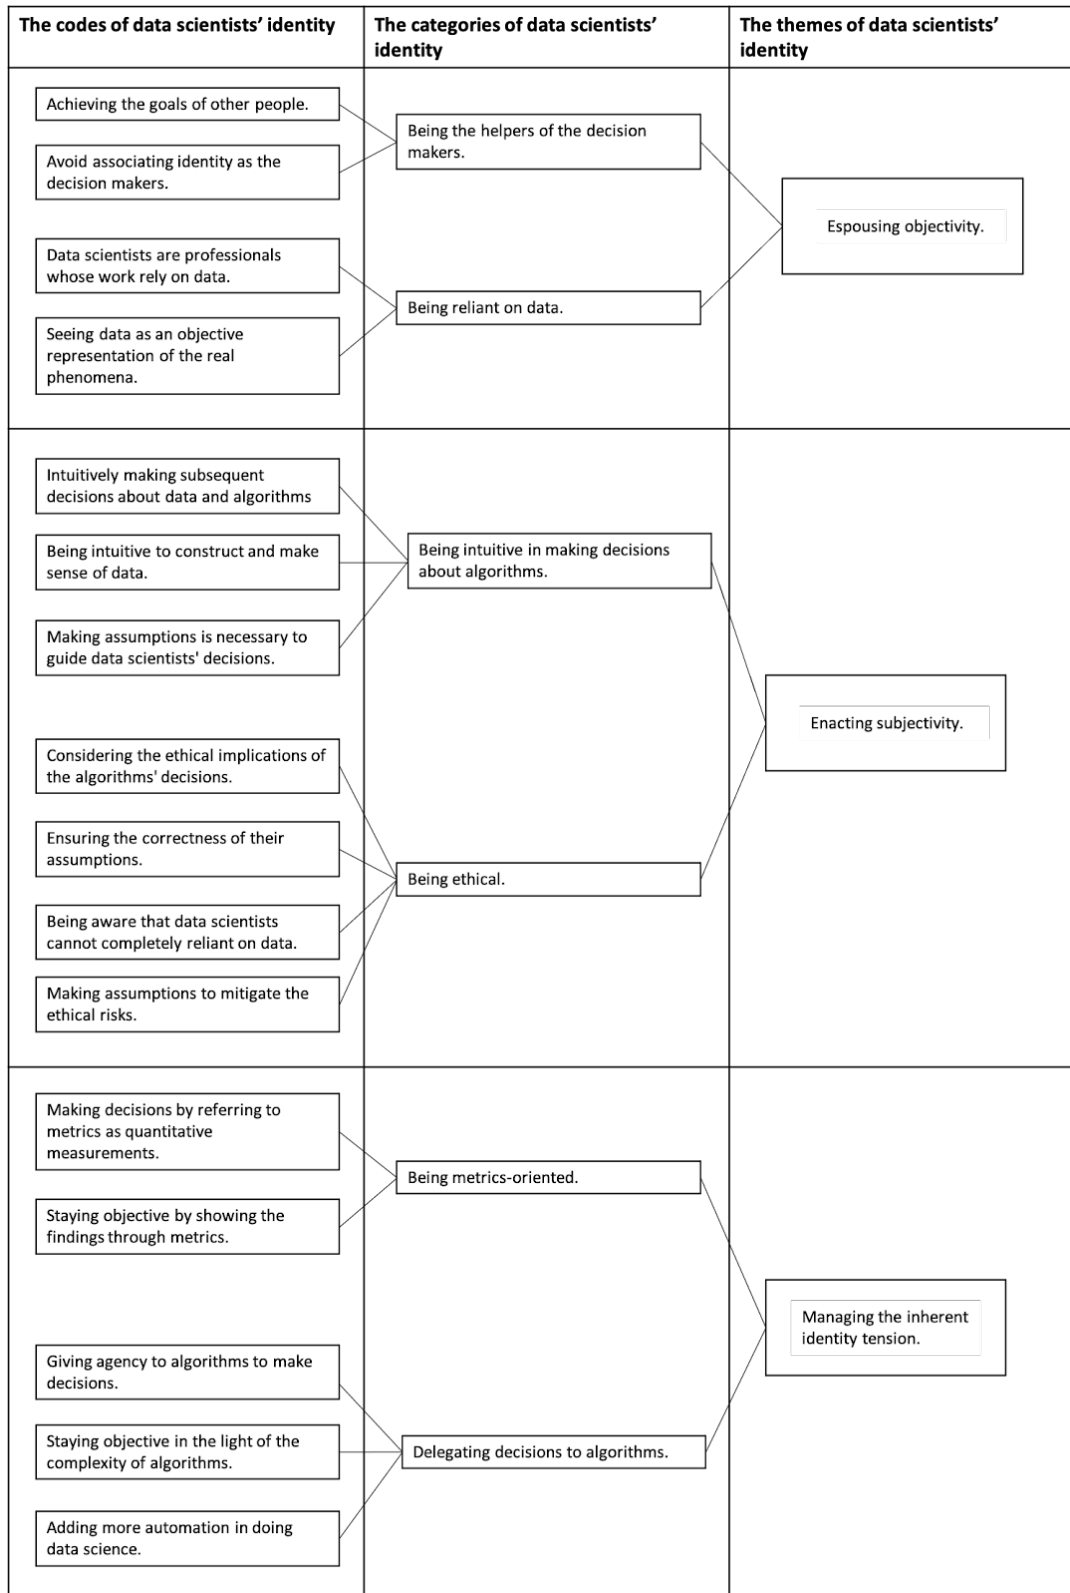 The codes of data scientists’ identity
The categories of data scientists’
identity
The themes of data scientists’
identity
Achieving the goals of other people.
Avoid associating identity as the
decision makers.
Being the helpers of the decision
makers.
Data scientists are professionals
whose work rely on data.
Seeing data as an objective
representation of the real
phenomena.
Being reliant on data.
Espousing objectivity.
Intuitively making subsequent
decisions about data and algorithms
Being intuitive to construct and make
sense of data.
Making assumptions is necessary to
guide data scientists' decisions.
Being intuitive in making decisions
about algorithms.
Considering the ethical implications of
the algorithms' decisions.
Ensuring the correctness of their
assumptions.
Being aware that data scientists
cannot completely reliant on data.
Making assumptions to mitigate the
ethical risks.
Being ethical.
Enacting subjectivity.
Making decisions by referring to
metrics as quantitative
measurements.
Staying objective by showing the
findings through metrics.
Being metrics-oriented.
Giving agency to algorithms to make
decisions.
Staying objective in the light of the
complexity of algorithms.
Adding more automation in doing
data science.
Delegating decisions to algorithms.
Managing the inherent
identity tension.